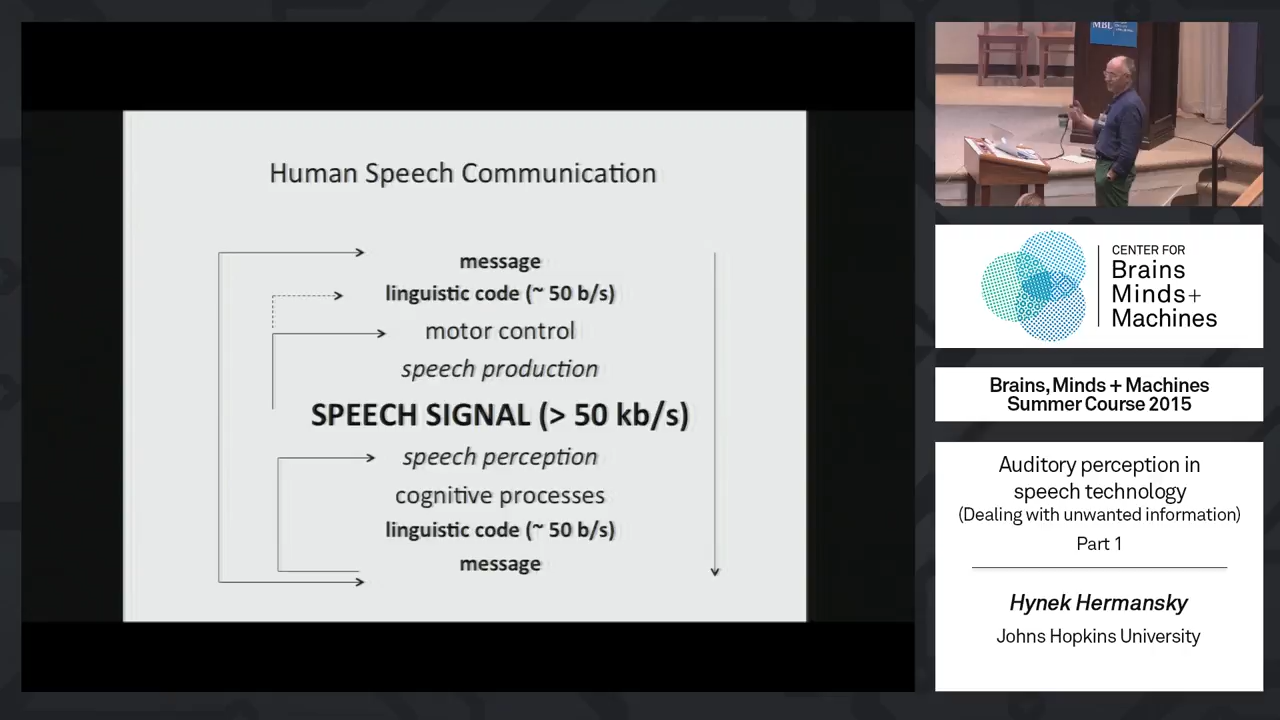 Human Speech Communication
message
linguistic code (~ 50 b/s)
motor control
speech production
SPEECH SIGNAL (> 50 kb/s)
speech perception
cognitive processes
linguistic code (~ 50 b/s)
message
MBL
CENTER FOR
Brains
Minds+
Machines
Brains, Minds + Machines
Summer Course 2015
Auditory perception in
speech technology
(Dealing with unwanted information)
Part 1
Hynek Hermansky
Johns Hopkins University